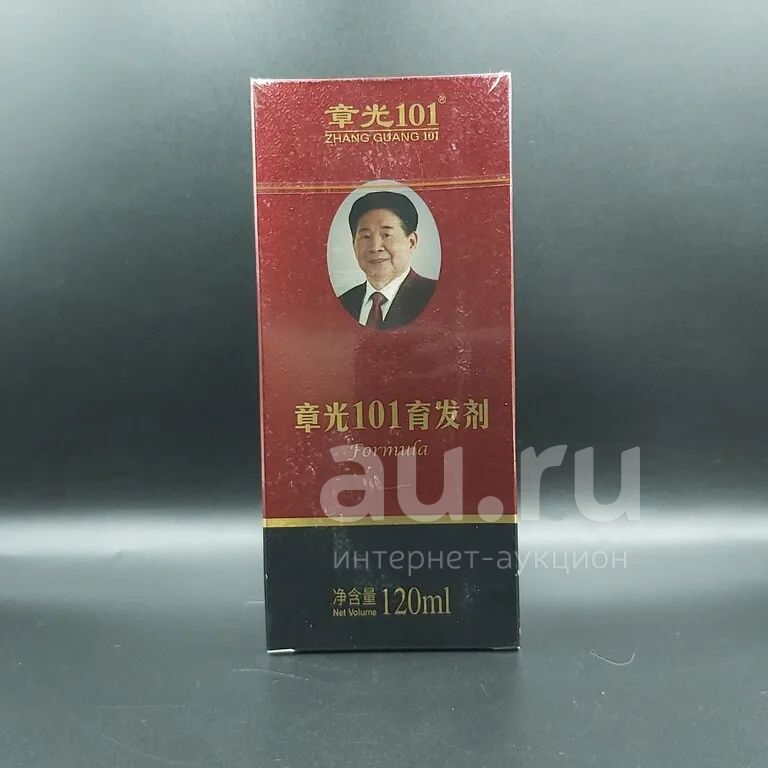 章光101®
ZHANG GUANG 101
章光101育发剂
Formula
au.ru
интернет-аукцион
净含量 120ml
Net Volume